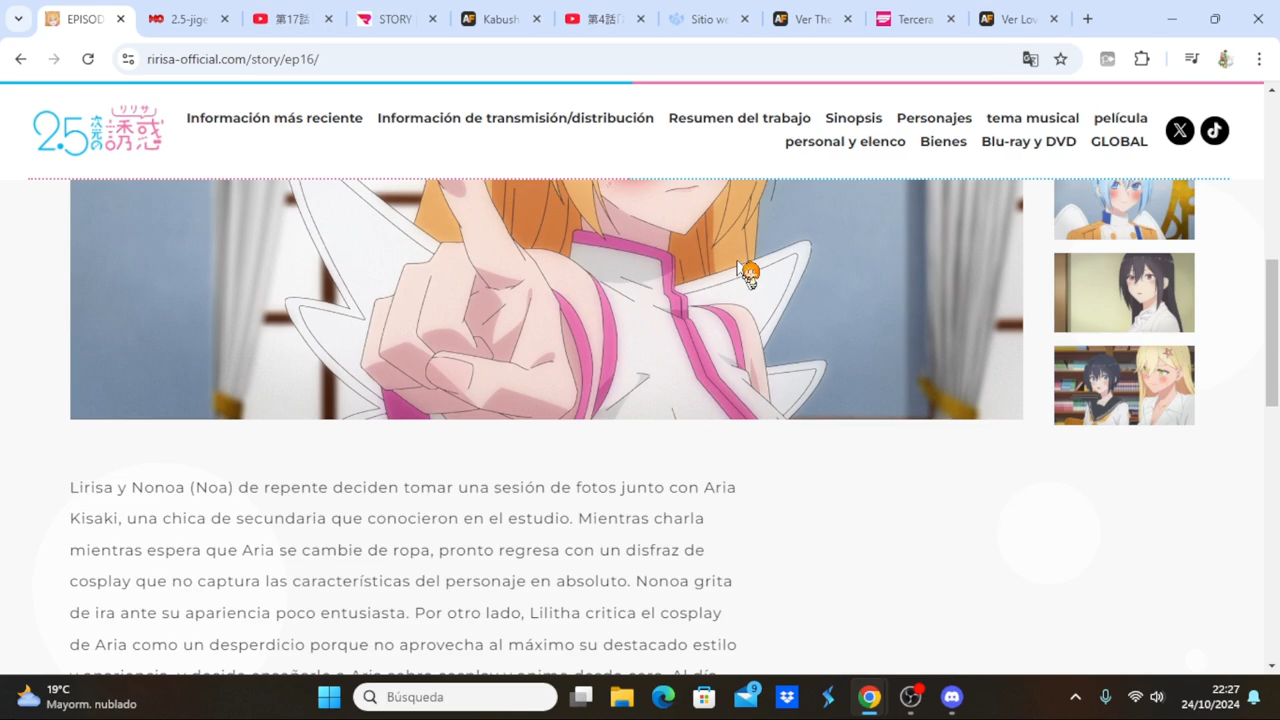 EPISOD
2.5-jige
第17話
STORY
Kabush
第4話「
Sitio we
Ver The
Tercera
Ver Lov
ririsa-official.com/story/ep16/
リリサ
2.5次元の誘惑
Información más reciente Información de transmisión/distribución Resumen del trabajo Sinopsis Personajes tema musical película
personal y elenco Bienes Blu-ray y DVD GLOBAL
Lirisa y Nonoa (Noa) de repente deciden tomar una sesión de fotos junto con Aria
Kisaki, una chica de secundaria que conocieron en el estudio. Mientras charla
mientras espera que Aria se cambie de ropa, pronto regresa con un disfraz de
cosplay que no captura las características del personaje en absoluto. Nonoa grita
de ira ante su apariencia poco entusiasta. Por otro lado, Lilitha critica el cosplay
de Aria como un desperdicio porque no aprovecha al máximo su destacado estilo
19°C
Mayorm. nublado
Búsqueda
9
22:27
24/10/2024